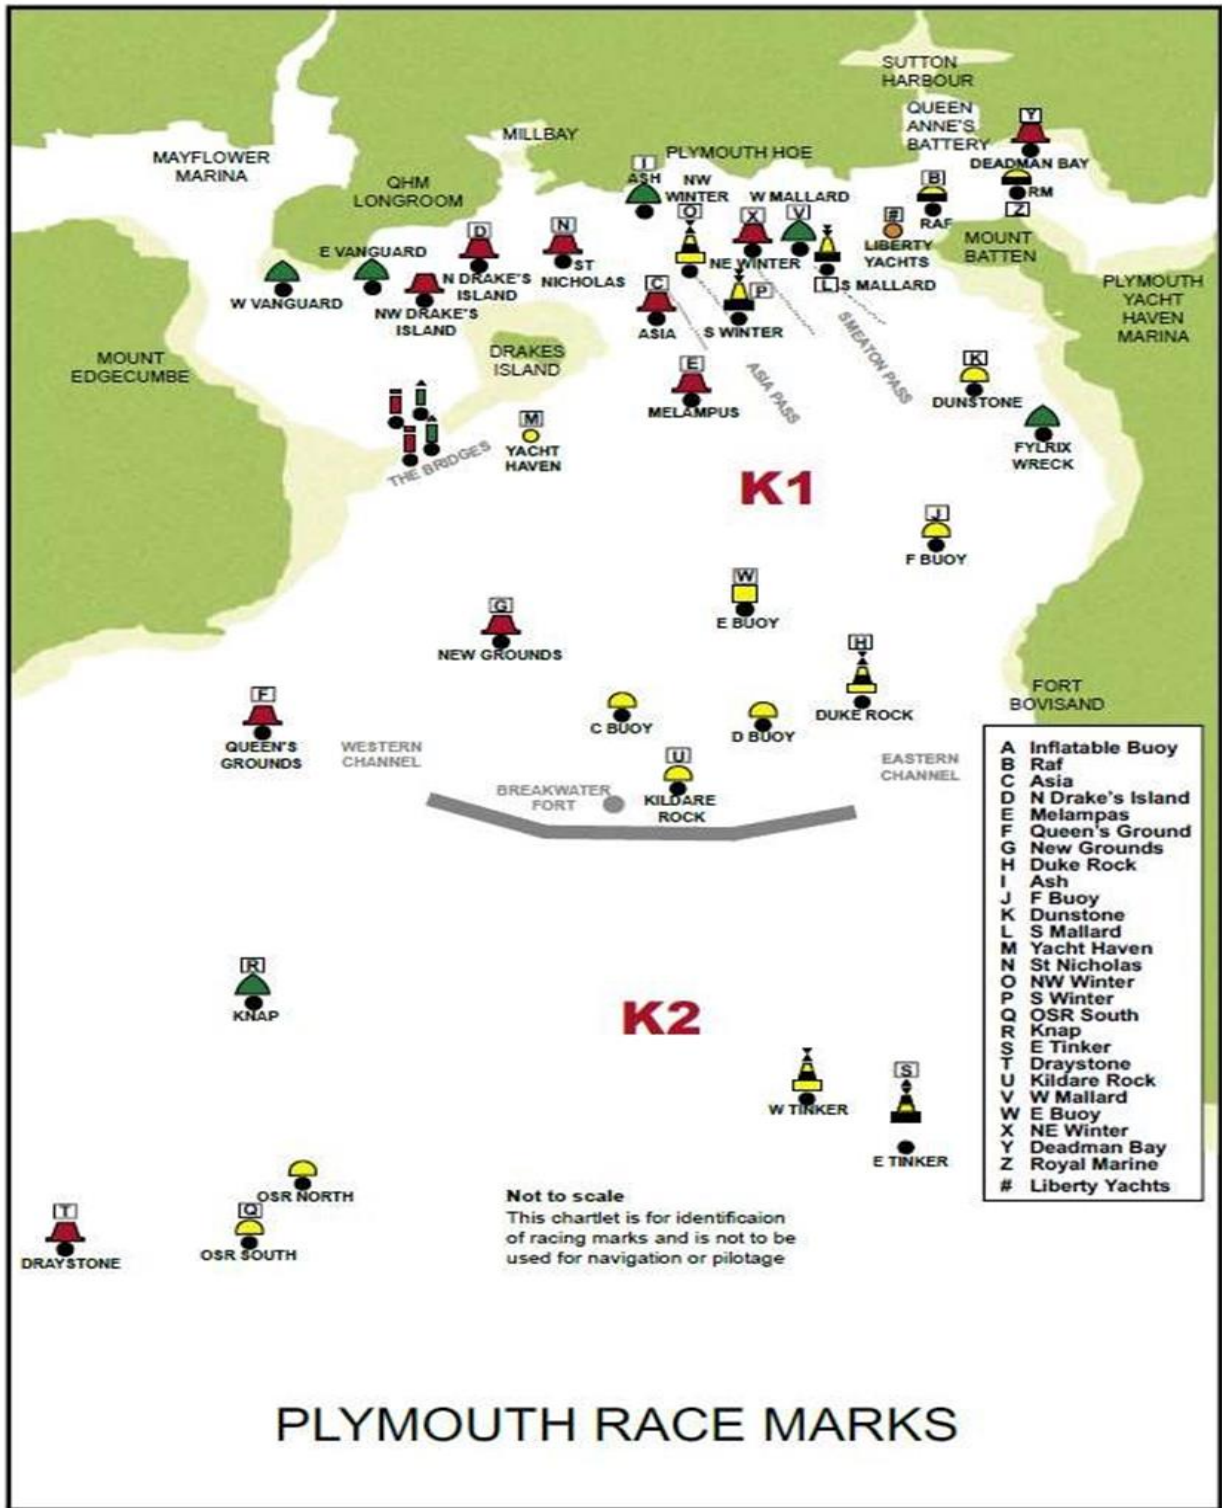 SUTTON
HARBOUR
QUEEN
ANNE'S
BATTERY
Y
DEADMAN BAY
MILLBAY
PLYMOUTH HOE
MAYFLOWER
MARINA
QHM
LONGROOM
I
ASH
NW
WINTER
O
W MALLARD
X
V
B
RAF
RM
Z
#
LIBERTY
YACHTS
MOUNT
BATTEN
D
N
E VANGUARD
W VANGUARD
N DRAKE'S
ISLAND
ST
NICHOLAS
NW DRAKE'S
ISLAND
NE WINTER
L
S MALLARD
C
ASIA
P
S WINTER
PLYMOUTH
YACHT
HAVEN
MARINA
MOUNT
EDGECUMBE
DRAKES
ISLAND
SMEATON PASS
ASIA PASS
E
MELAMPUS
K
DUNSTONE
M
YACHT
HAVEN
THE BRIDGES
FYLRIX
WRECK
K1
J
F BUOY
W
E BUOY
G
NEW GROUNDS
H
DUKE ROCK
FORT
BOVISAND
F
QUEEN'S
GROUNDS
WESTERN
CHANNEL
C BUOY
D BUOY
EASTERN
CHANNEL
U
KILDARE
ROCK
BREAKWATER
FORT
A Inflatable Buoy
B Raf
C Asia
D N Drake's Island
E Melampas
F Queen's Ground
G New Grounds
H Duke Rock
I Ash
J F Buoy
K Dunstone
L S Mallard
M Yacht Haven
N St Nicholas
O NW Winter
P S Winter
Q OSR South
R Knap
S E Tinker
T Draystone
U Kildare Rock
V W Mallard
W E Buoy
X NE Winter
Y Deadman Bay
Z Royal Marine
# Liberty Yachts
R
KNAP
K2
W TINKER
S
E TINKER
OSR NORTH
T
DRAYSTONE
Q
OSR SOUTH
Not to scale
This chartlet is for identificaion
of racing marks and is not to be
used for navigation or pilotage
PLYMOUTH RACE MARKS